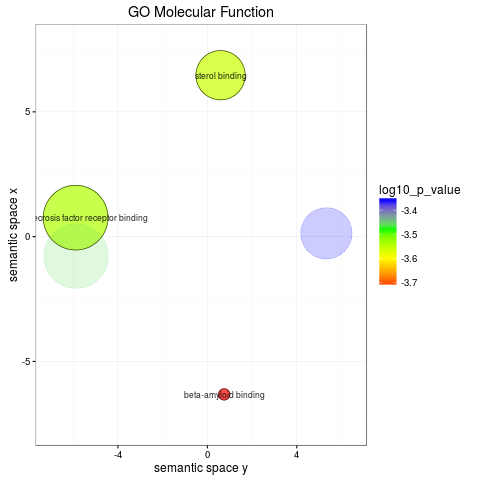 GO Molecular Function
sterol binding
ecrosis factor receptor binding
beta-amyloid binding
5
0
-5
-4
0
4
semantic space x
semantic space y
log10_p_value
-3.4
-3.5
-3.6
-3.7